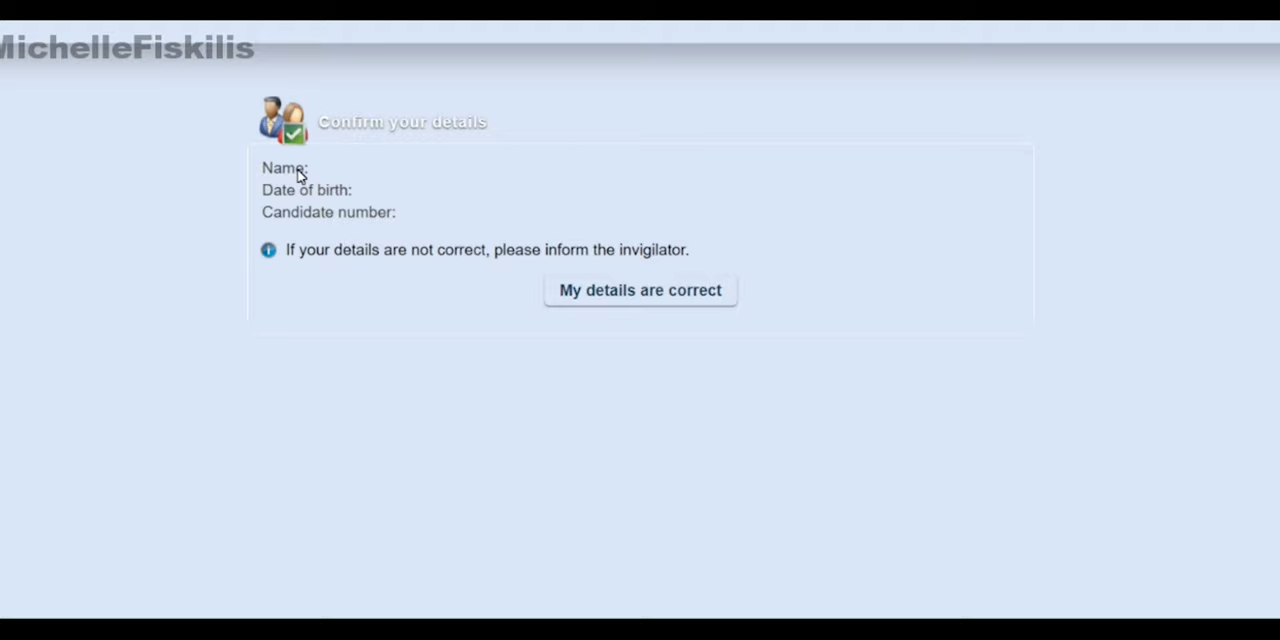 MichelleFiskilis
Confirm your details
Name:
Date of birth:
Candidate number:
If your details are not correct, please inform the invigilator.
My details are correct